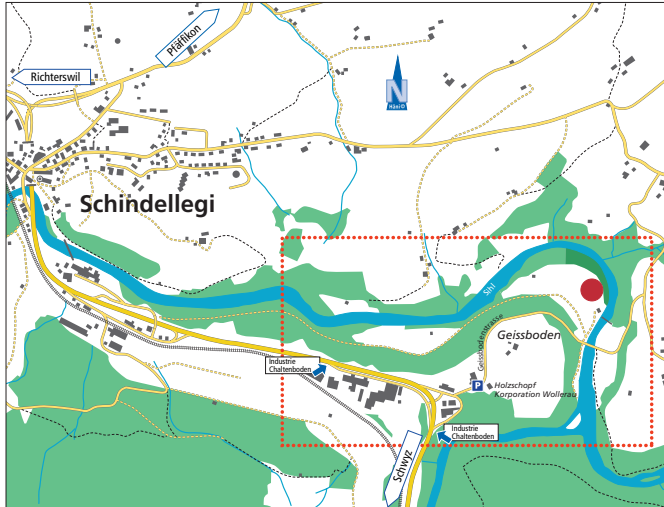 Pfäffikon
Richterswil
N
Schindellegi
Sihl
Geissbodenstrasse
Geissboden
Industrie
Chaltenboden
P
Holzschopf
Korporation Wollerau
Industrie
Chaltenboden
Schwyz